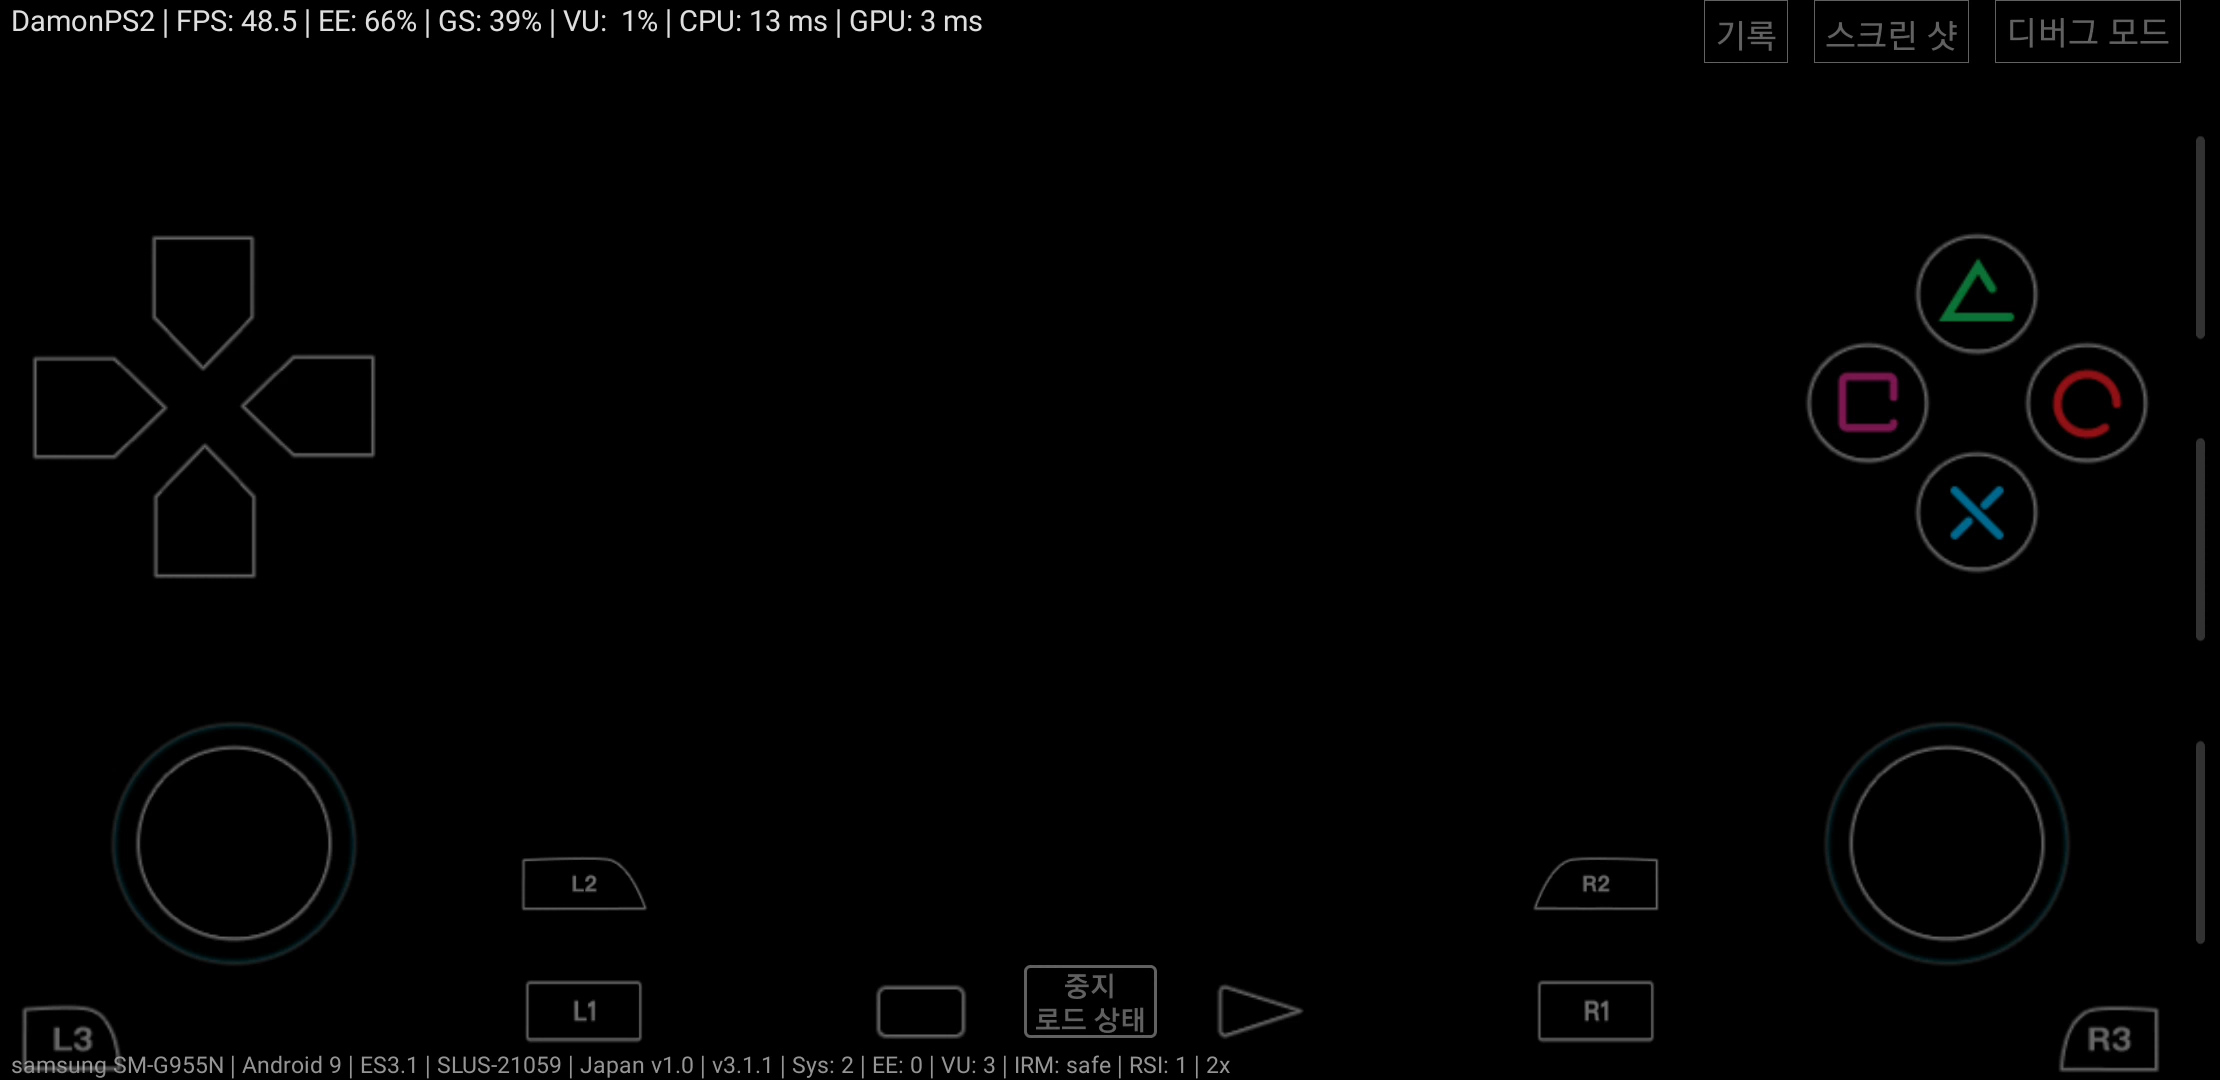 DamonPS2 | FPS: 48.5 | EE: 66% | GS: 39% | VU:  1% | CPU: 13 ms | GPU: 3 ms
기록
스크린 샷
디버그 모드
L2
R2
L1
중지
로드 상태
R1
L3
R3
samsung SM-G955N | Android 9 | ES3.1 | SLUS-21059 | Japan v1.0 | v3.1.1 | Sys: 2 | EE: 0 | VU: 3 | IRM: safe | RSI: 1 | 2x